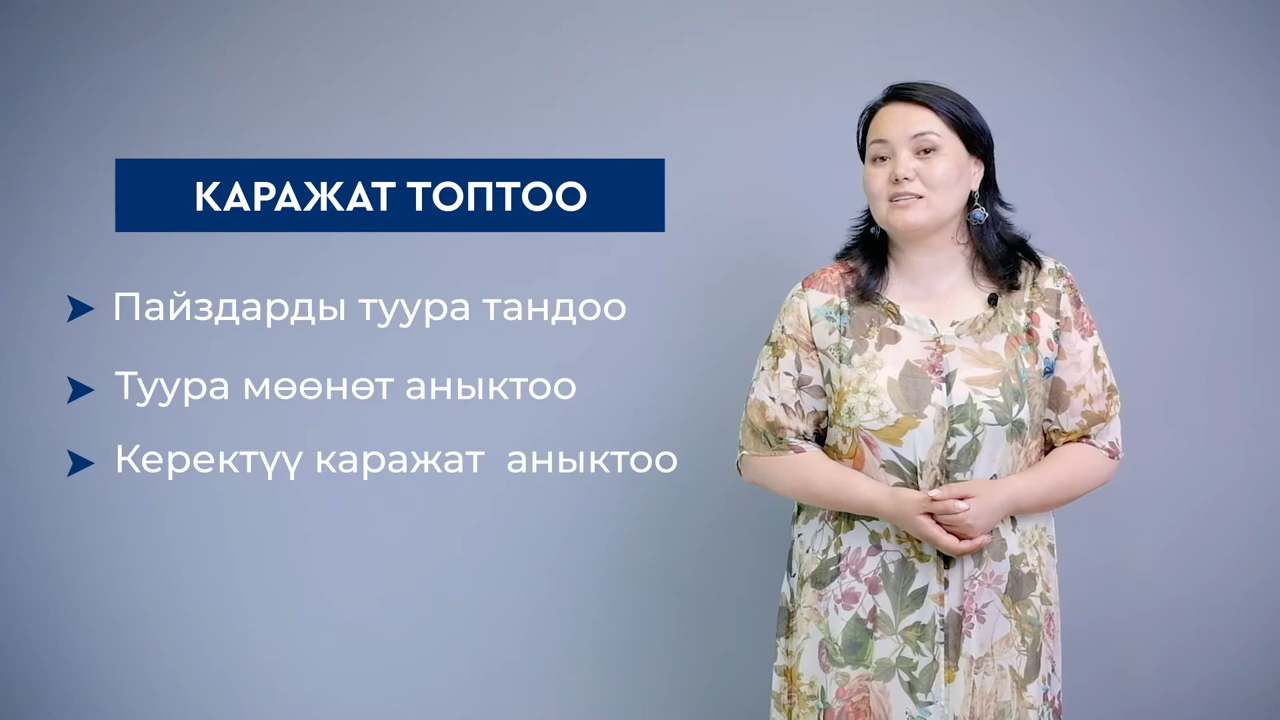 КАРАЖАТ ТОПТОО
Пайздарды туура тандоо
Туура мөөнөт аныктоо
Керектүү каражат аныктоо